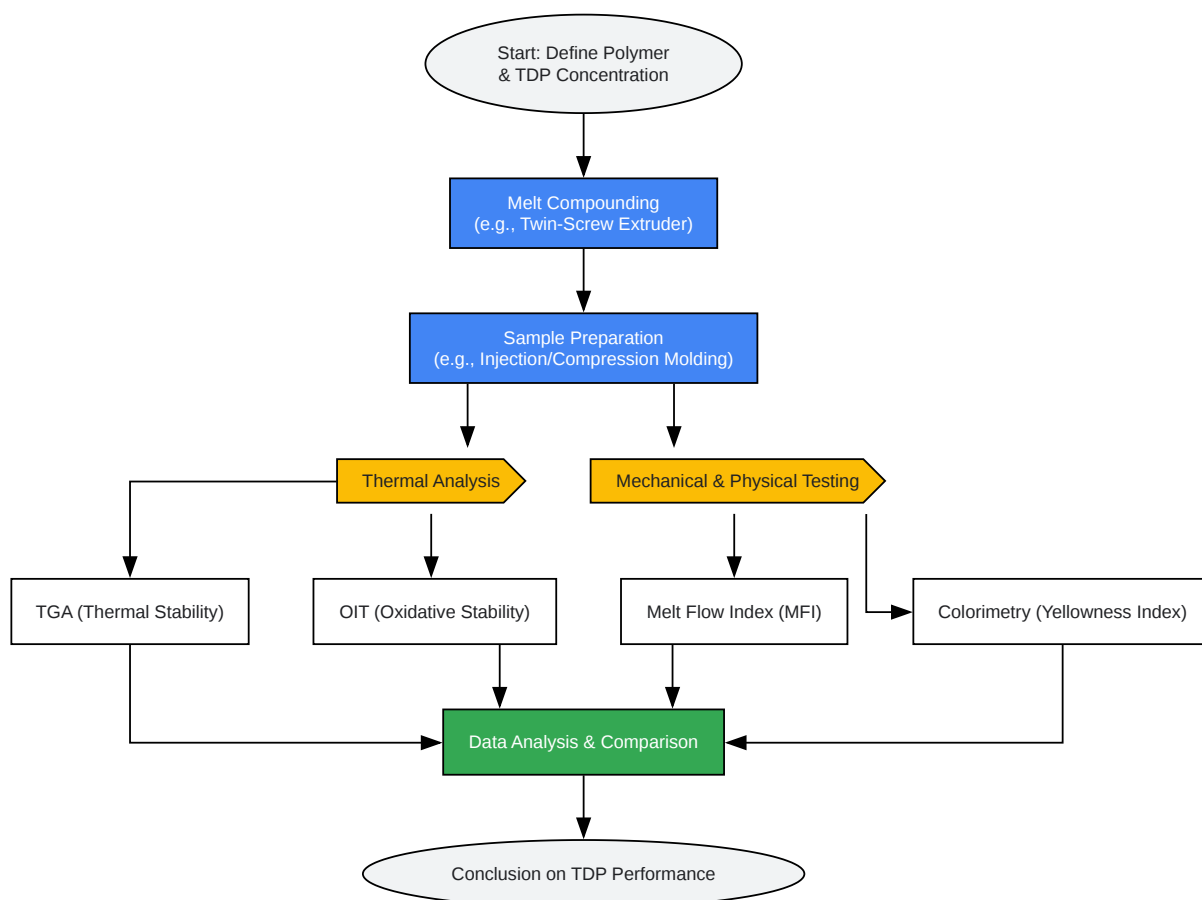 Start: Define Polymer
& TDP Concentration
Melt Compounding
(e.g., Twin-Screw Extruder)
Sample Preparation
(e.g., Injection/Compression Molding)
Thermal Analysis
Mechanical & Physical Testing
TGA (Thermal Stability)
OIT (Oxidative Stability)
Melt Flow Index (MFI)
Colorimetry (Yellowness Index)
Data Analysis & Comparison
Conclusion on TDP Performance